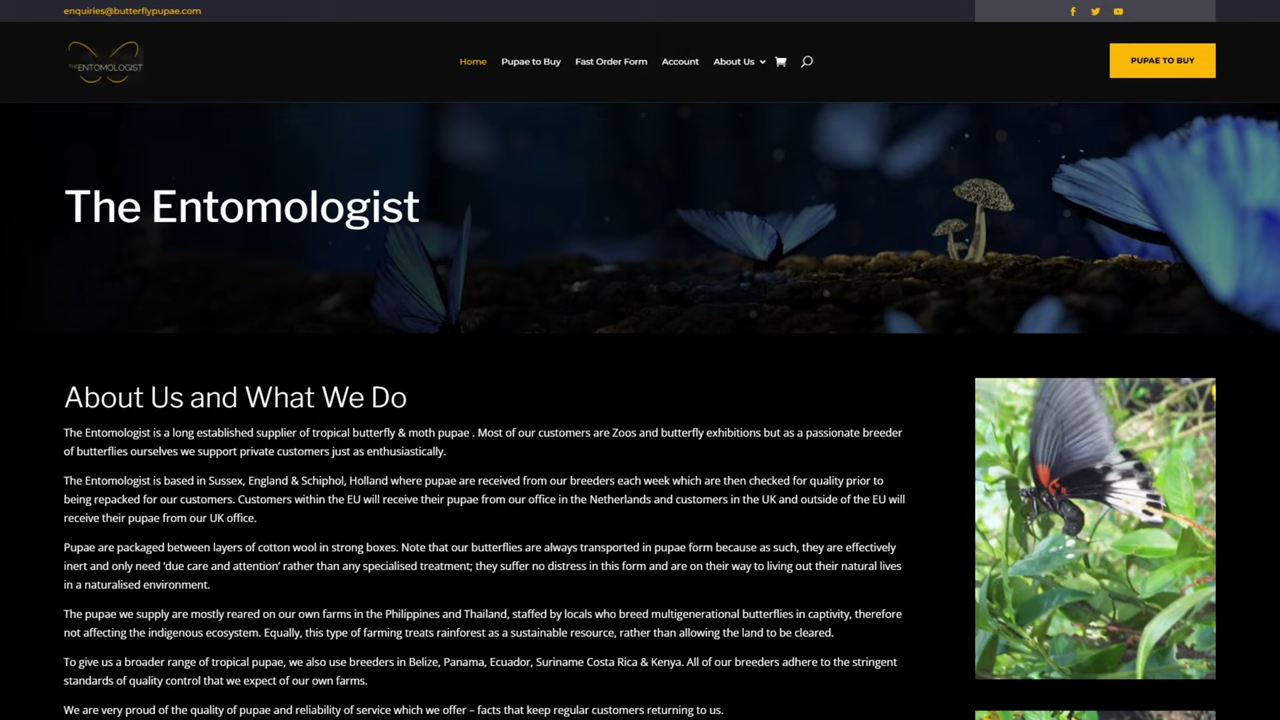 enquiries@butterflypupae.com
THE ENTOMOLOGIST
Home Pupae to Buy Fast Order Form Account About Us
PUPAE TO BUY
The Entomologist
About Us and What We Do
The Entomologist is a long established supplier of tropical butterfly & moth pupae . Most of our customers are Zoos and butterfly exhibitions but as a passionate breeder
of butterflies ourselves we support private customers just as enthusiastically.
The Entomologist is based in Sussex, England & Schiphol, Holland where pupae are received from our breeders each week which are then checked for quality prior to
being repacked for our customers. Customers within the EU will receive their pupae from our office in the Netherlands and customers in the UK and outside of the EU will
receive their pupae from our UK office.
Pupae are packaged between layers of cotton wool in strong boxes. Note that our butterflies are always transported in pupae form because as such, they are effectively
inert and only need ‘due care and attention’ rather than any specialised treatment; they suffer no distress in this form and are on their way to living out their natural lives
in a naturalised environment.
The pupae we supply are mostly reared on our own farms in the Philippines and Thailand, staffed by locals who breed multigenerational butterflies in captivity, therefore
not affecting the indigenous ecosystem. Equally, this type of farming treats rainforest as a sustainable resource, rather than allowing the land to be cleared.
To give us a broader range of tropical pupae, we also use breeders in Belize, Panama, Ecuador, Suriname Costa Rica & Kenya. All of our breeders adhere to the stringent
standards of quality control that we expect of our own farms.
We are very proud of the quality of pupae and reliability of service which we offer – facts that keep regular customers returning to us.